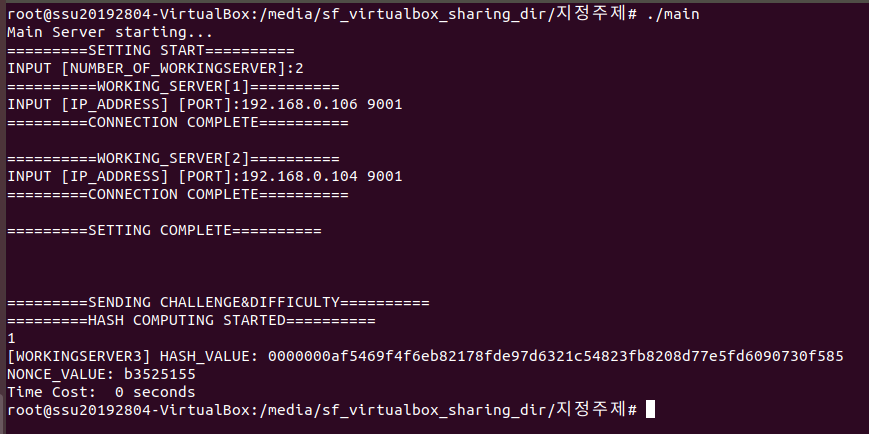 root@ssu20192804-VirtualBox:/media/sf_virtualbox_sharing_dir/지정주제# ./main
Main Server starting...
=========SETTING START==========
INPUT [NUMBER_OF_WORKINGSERVER]:2
==========WORKING_SERVER[1]==========
INPUT [IP_ADDRESS] [PORT]:192.168.0.106 9001
=========CONNECTION COMPLETE==========
==========WORKING_SERVER[2]==========
INPUT [IP_ADDRESS] [PORT]:192.168.0.104 9001
=========CONNECTION COMPLETE==========
=========SETTING COMPLETE==========
=========SENDING CHALLENGE&DIFFICULTY==========
=========HASH COMPUTING STARTED==========
1
[WORKINGSERVER3] HASH_VALUE: 0000000af5469f4f6eb82178fde97d6321c54823fb8208d77e5fd6090730f585
NONCE_VALUE: b3525155
Time Cost:  0 seconds
root@ssu20192804-VirtualBox:/media/sf_virtualbox_sharing_dir/지정주제#